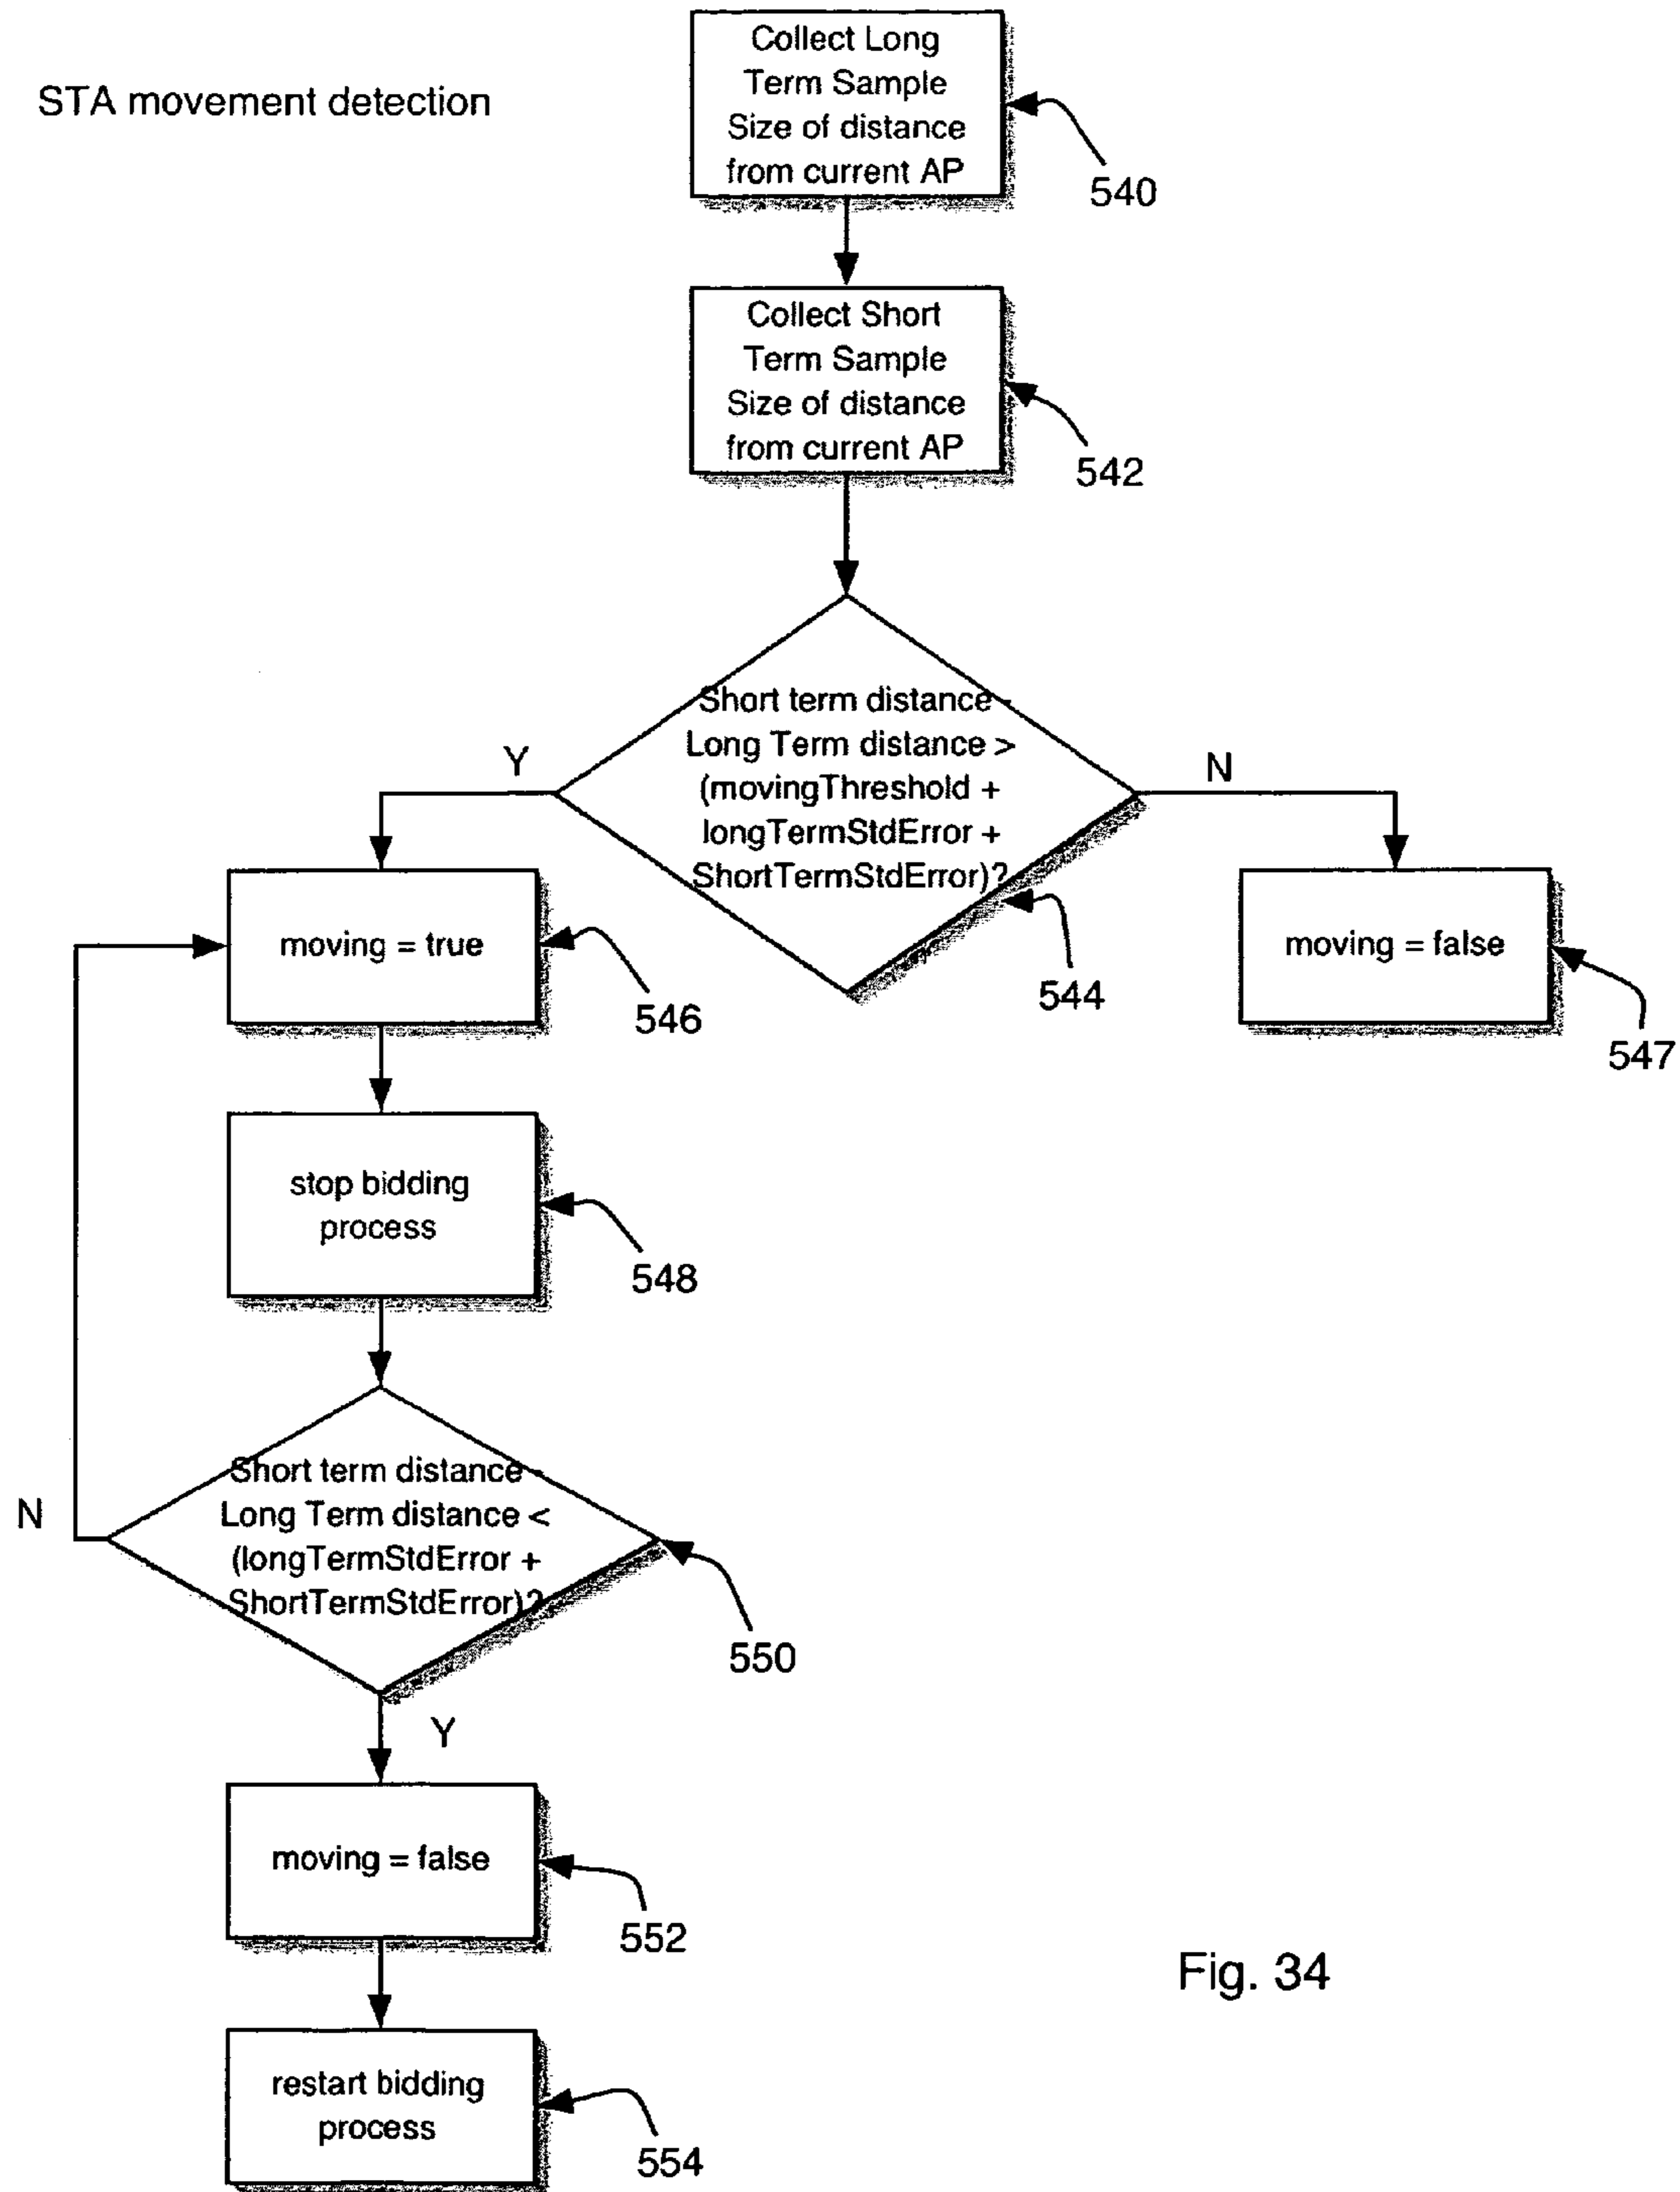 Collect Long
Term Sample
Size of distance
from current AP
STA movement detection
540
Collect Short
Term Sample
Size of distance
from current AP
542
Short term distance -
Long Term distance >
(movingThreshold +
longTermStdError +
ShortTermStdError)?
Y
N
544
moving = true
546
moving = false
547
stop bidding
process
548
Short term distance -
Long Term distance <
(longTermStdError +
ShortTermStdError)?
N
550
Y
moving = false
552
Fig. 34
restart bidding
process
554